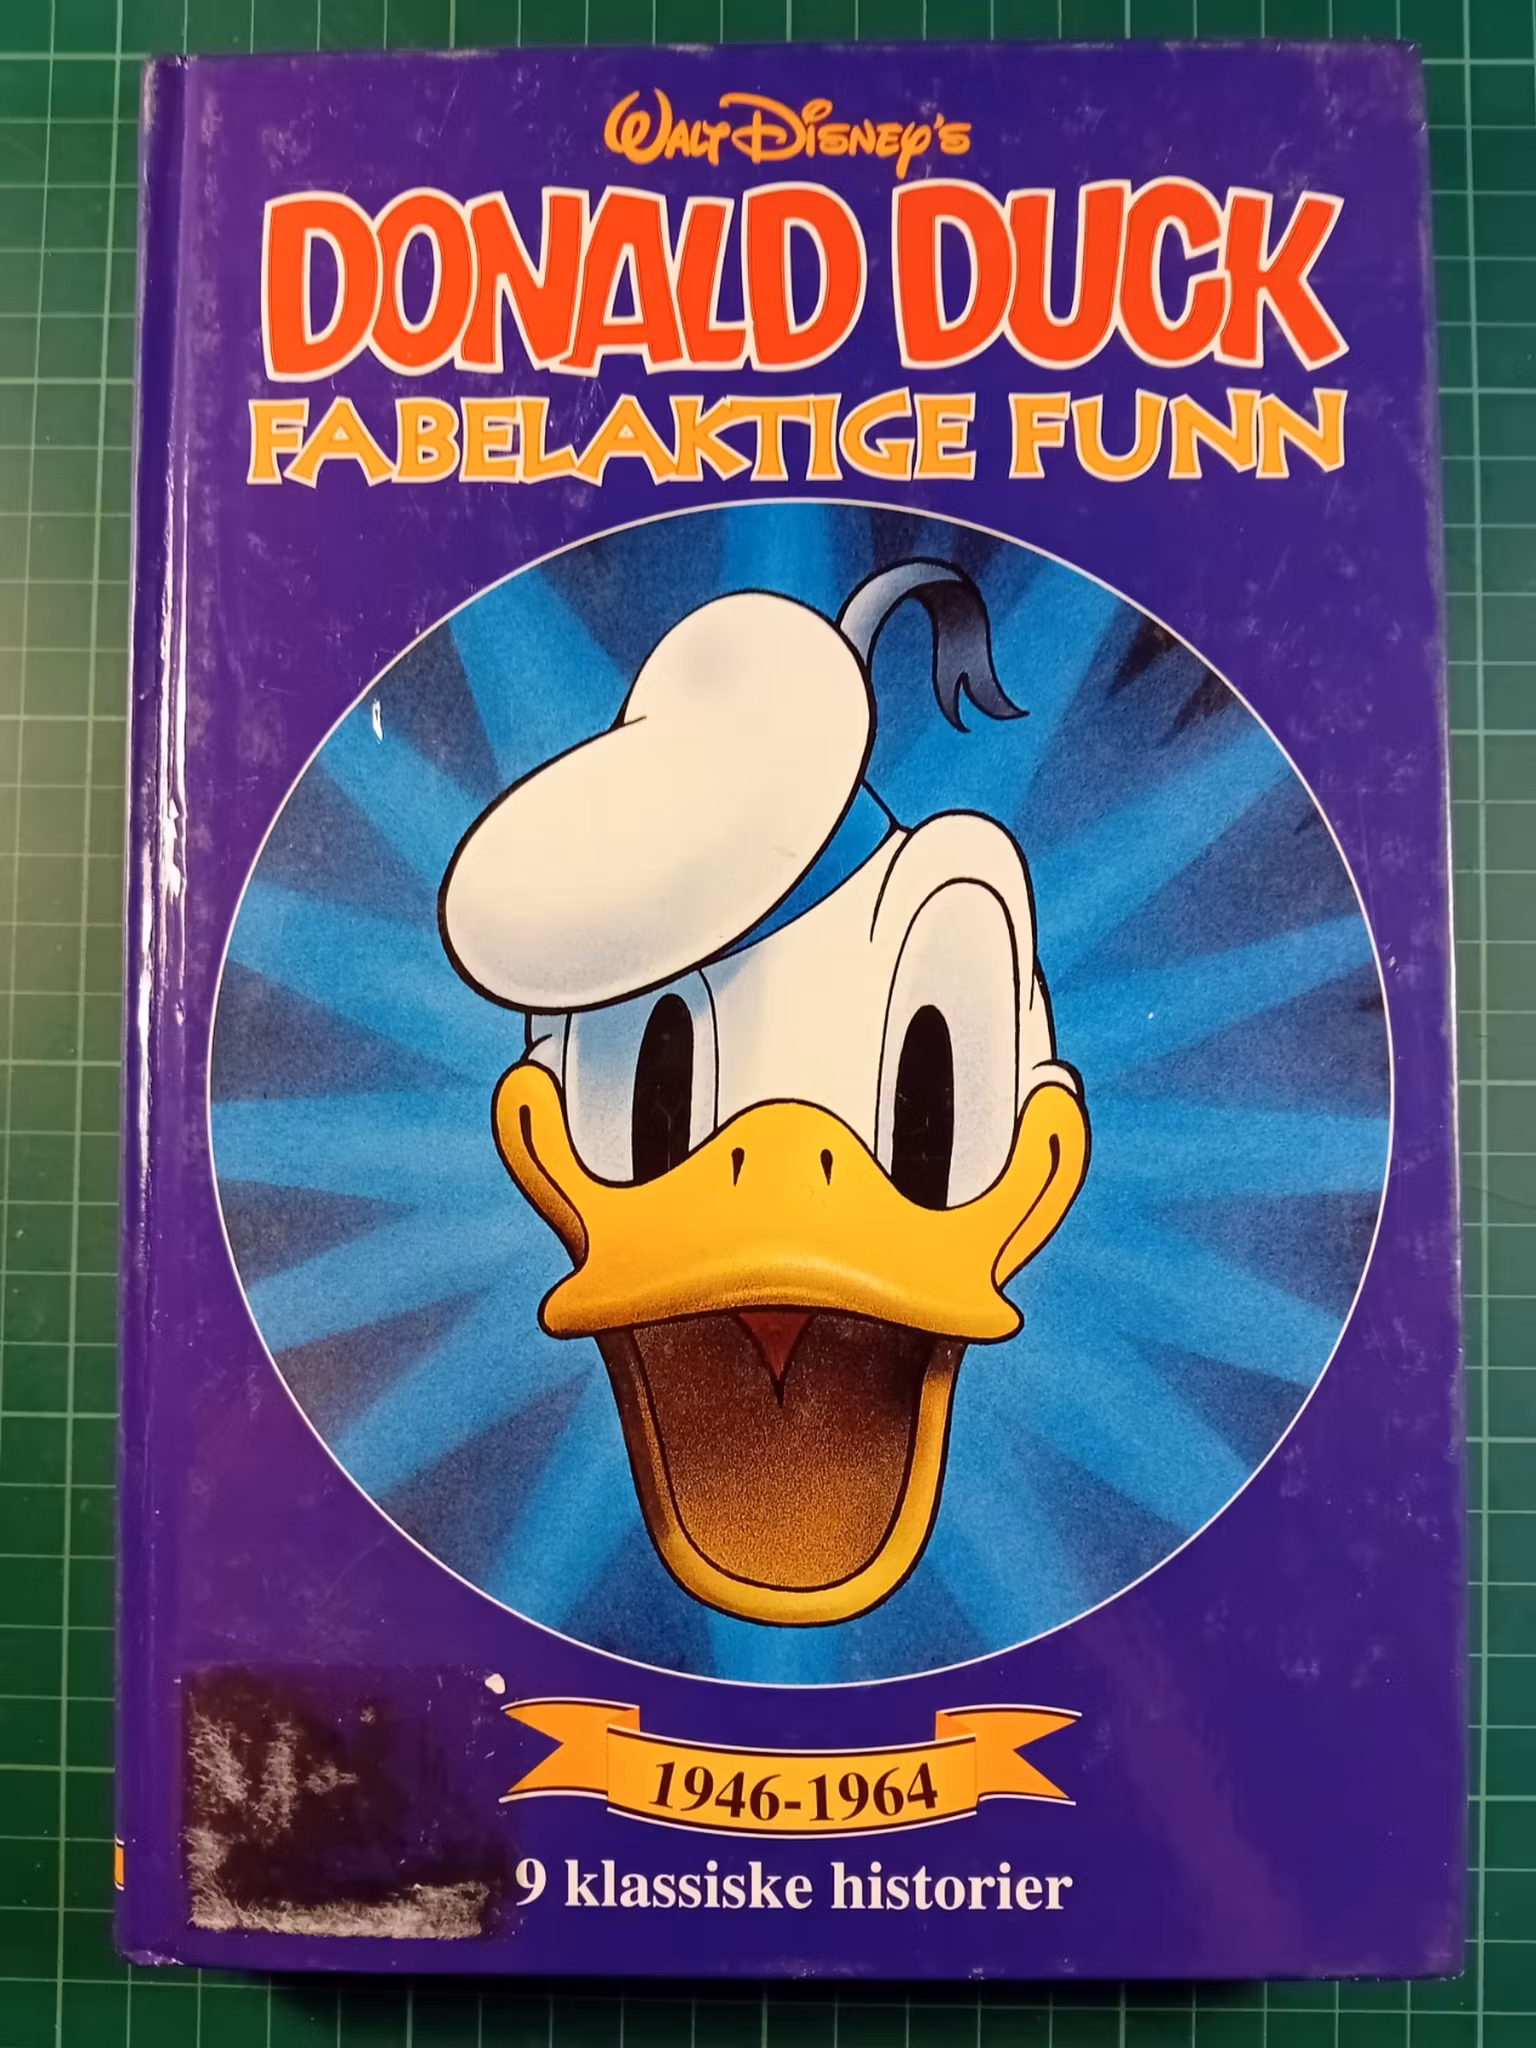 WALT DISNEY'S
DONALD DUCK
FABELAKTIGE FUNN
1946-1964
9 klassiske historier